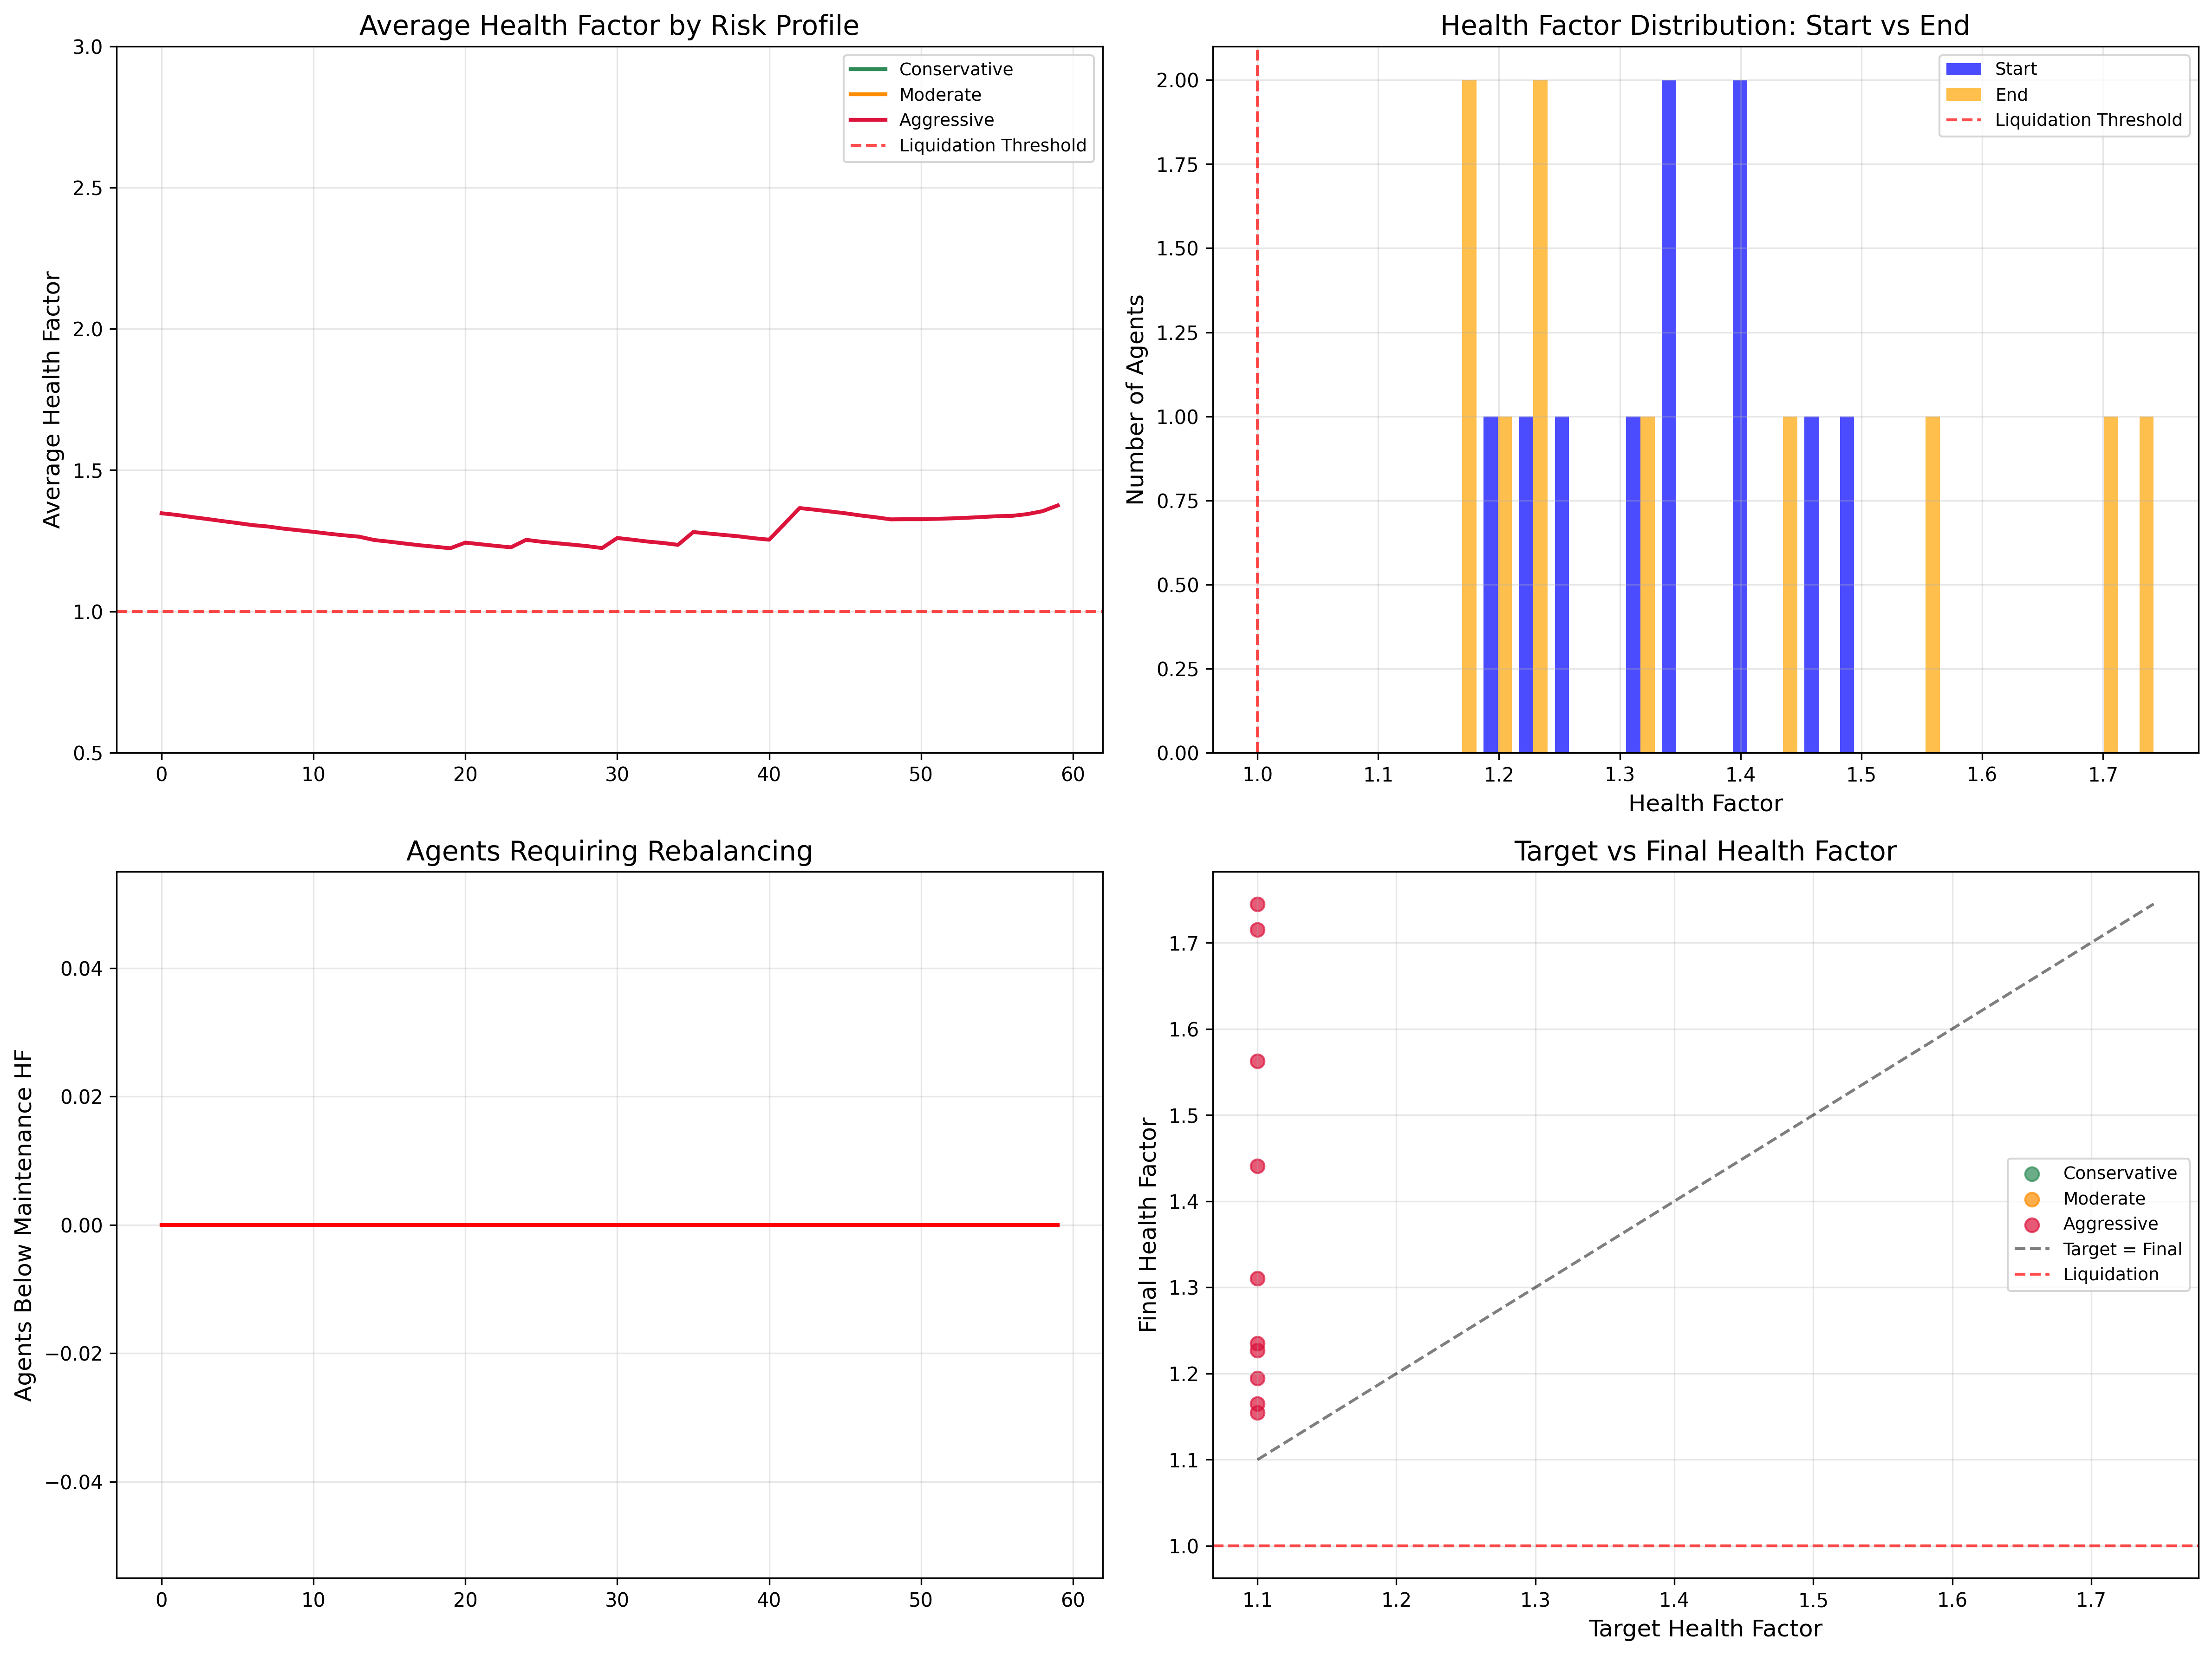 Average Health Factor by Risk Profile
3.0
2.5
2.0
1.5
1.0
0.5
Average Health Factor
Conservative
Moderate
Aggressive
Liquidation Threshold
0 10 20 30 40 50 60
Health Factor Distribution: Start vs End
2.00
1.75
1.50
1.25
1.00
0.75
0.50
0.25
0.00
Number of Agents
Start
End
Liquidation Threshold
1.0 1.1 1.2 1.3 1.4 1.5 1.6 1.7
Health Factor
Agents Requiring Rebalancing
0.04
0.02
0.00
−0.02
−0.04
Agents Below Maintenance HF
0 10 20 30 40 50 60
Target vs Final Health Factor
1.7
1.6
1.5
1.4
1.3
1.2
1.1
1.0
Final Health Factor
Conservative
Moderate
Aggressive
Target = Final
Liquidation
1.1 1.2 1.3 1.4 1.5 1.6 1.7
Target Health Factor